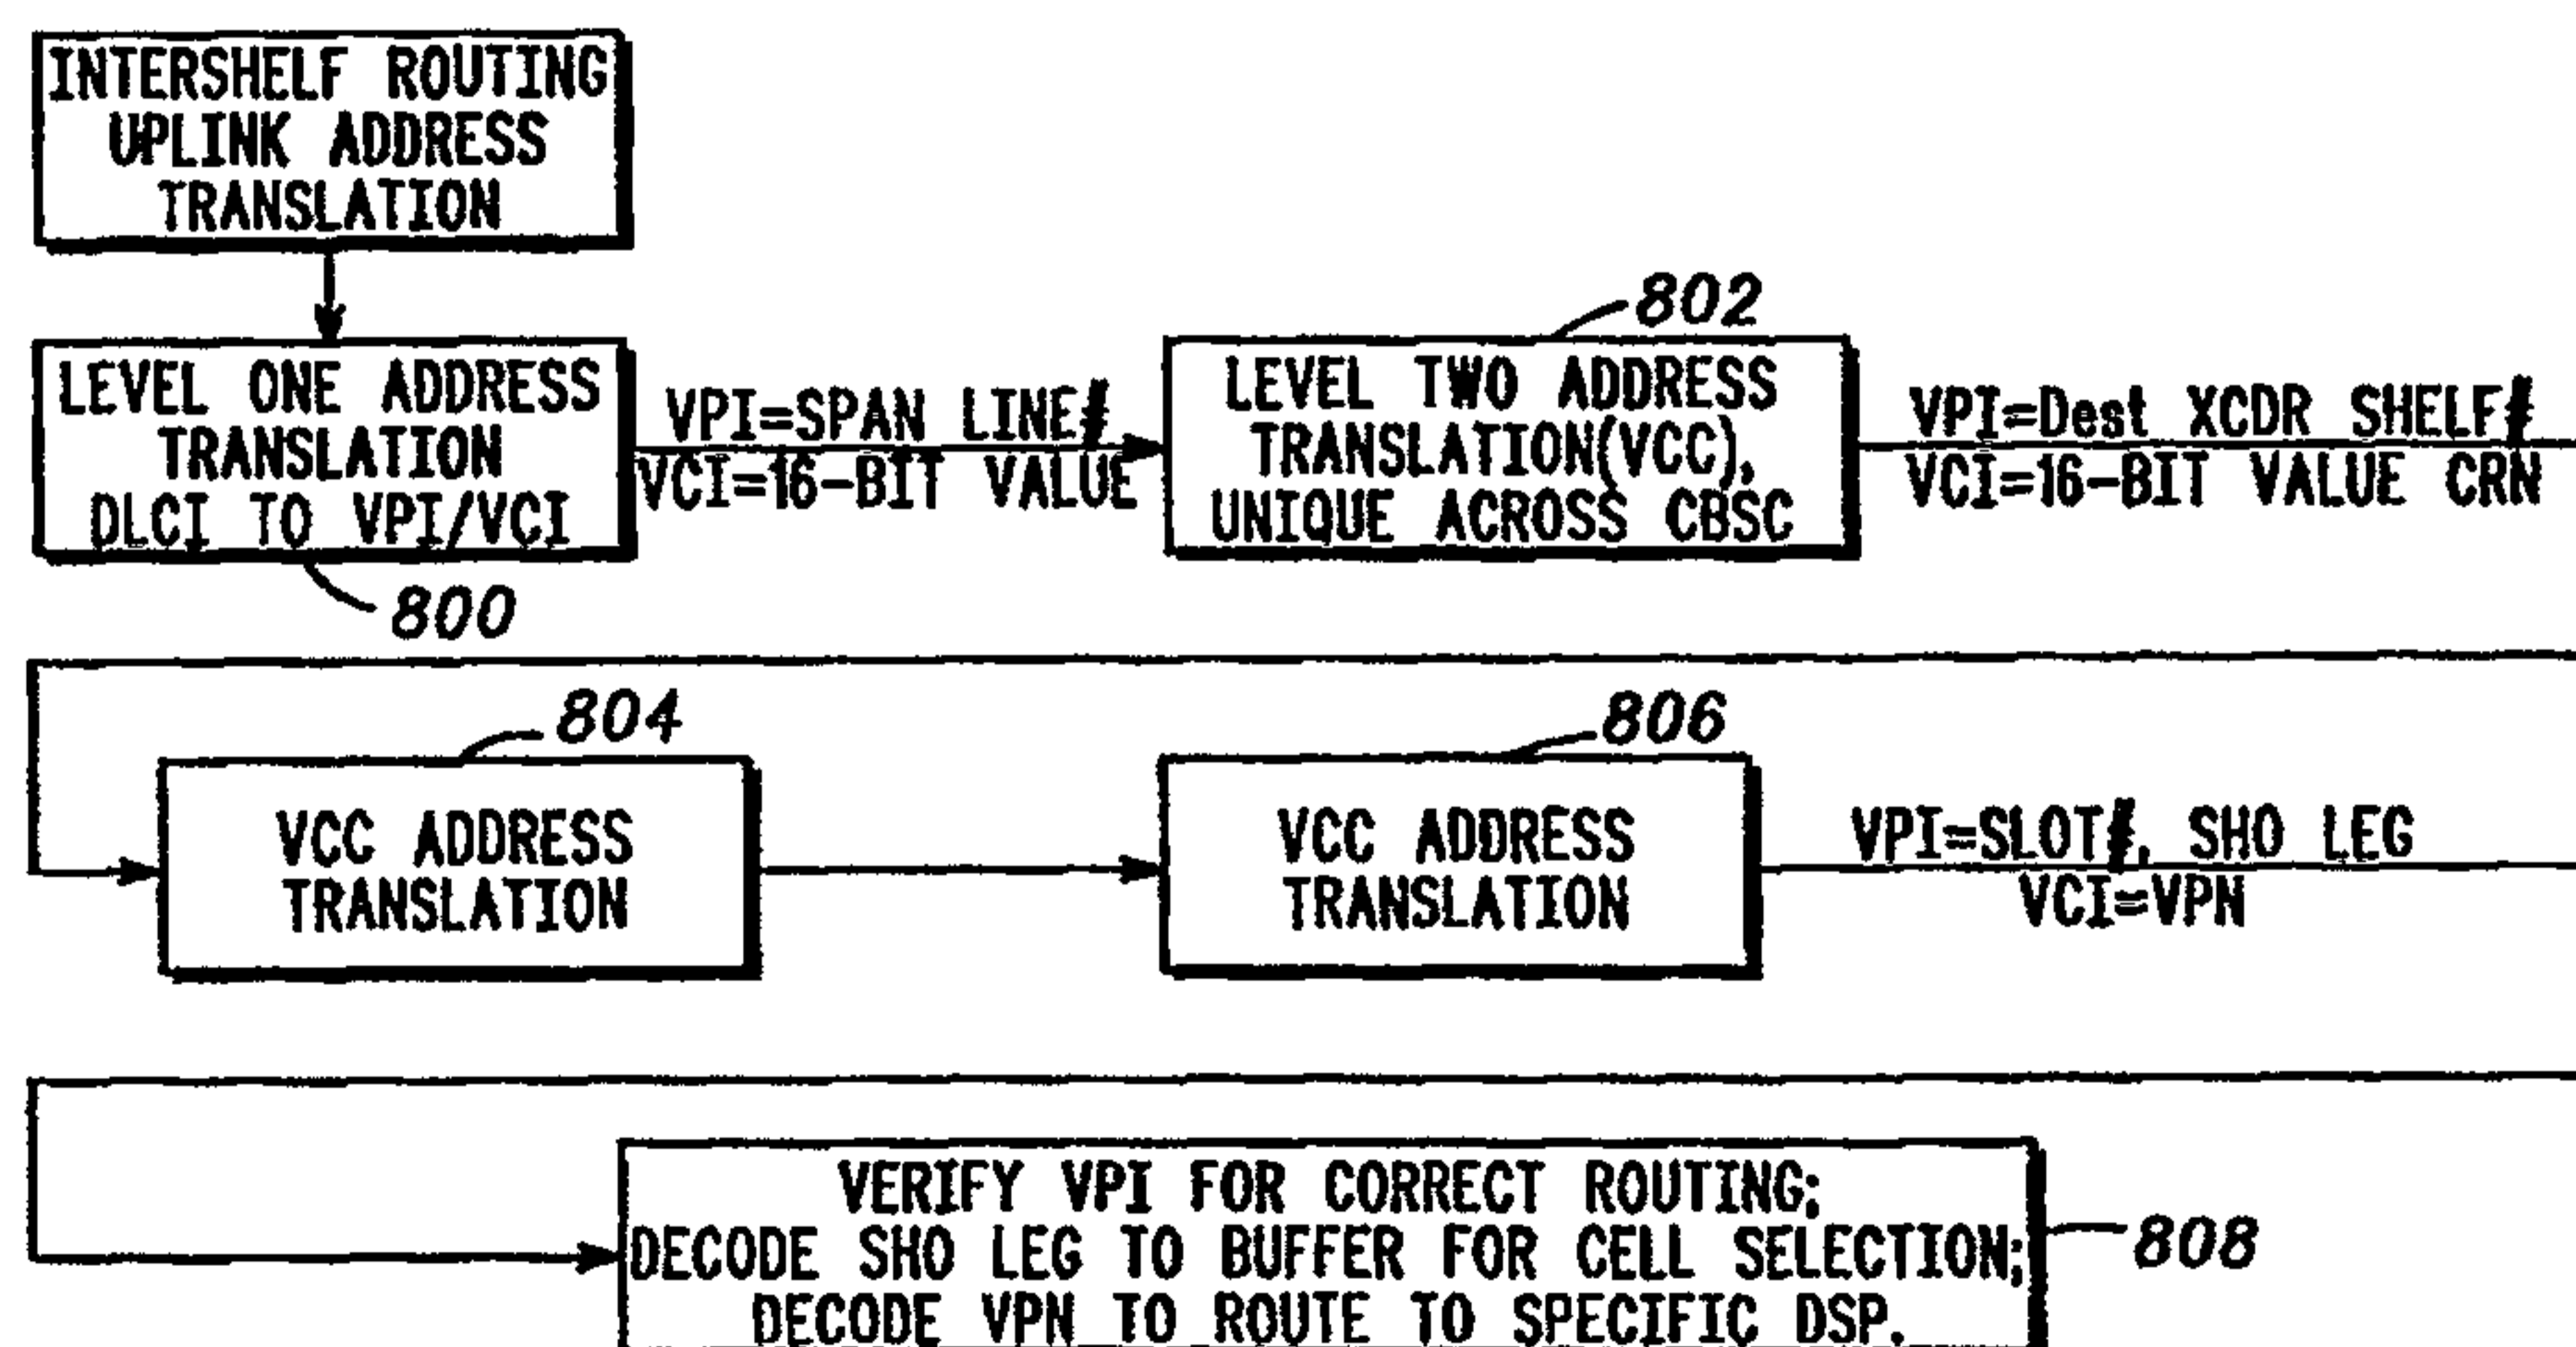 INTERSHELF ROUTING
UPLINK ADDRESS
TRANSLATION
802
LEVEL ONE ADDRESS
TRANSLATION
DLCI TO VPI/VCI
VPI=SPAN LINE#
VCI=16-BIT VALUE
LEVEL TWO ADDRESS
TRANSLATION(VCC),
UNIQUE ACROSS CBSC
VPI=Dest XCDR SHELF#
VCI=16-BIT VALUE CRN
800
804
806
VCC ADDRESS
TRANSLATION
VCC ADDRESS
TRANSLATION
VPI=SLOT#, SHO LEG
VCI=VPN
VERIFY VPI FOR CORRECT ROUTING;
DECODE SHO LEG TO BUFFER FOR CELL SELECTION;
DECODE VPN TO ROUTE TO SPECIFIC DSP.
808